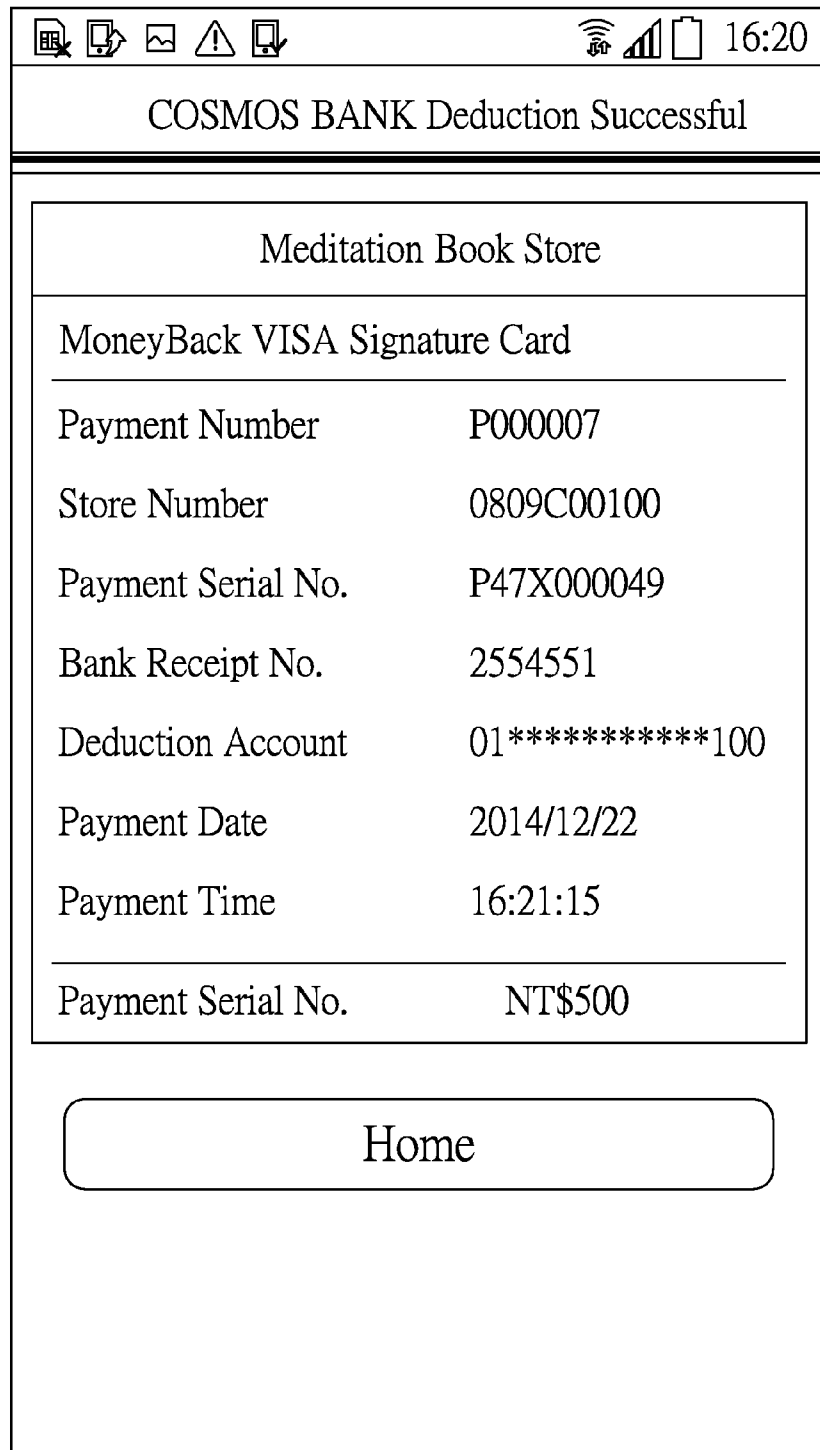 16:20
COSMOS BANK Deduction Successful
Meditation Book Store
MoneyBack VISA Signature Card
Payment Number P000007
Store Number 0809C00100
Payment Serial No. P47X000049
Bank Receipt No. 2554551
Deduction Account 01***********100
Payment Date 2014/12/22
Payment Time 16:21:15
Payment Serial No. NT$500
Home